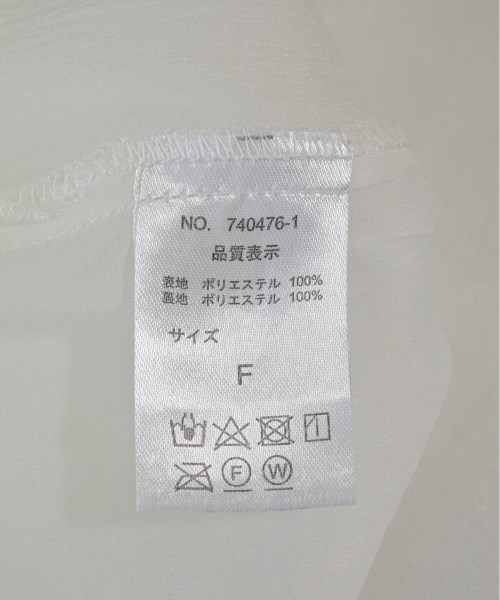 NO. 740476-1
品質表示
表地 ポリエステル 100%
裏地 ポリエステル 100%
サイズ
F
F W